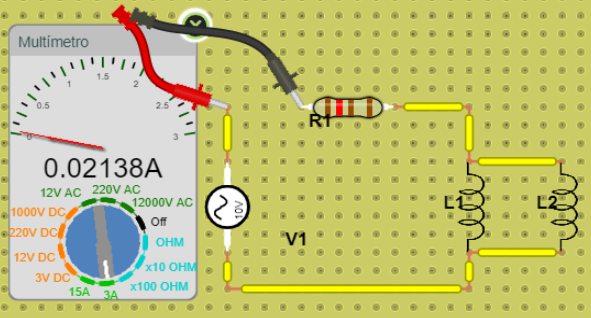 Multímetro
0
0.5
1
1.5
2
2.5
3
0.02138A
12V AC
220V AC
12000V AC
1000V DC
Off
220V DC
OHM
12V DC
x10 OHM
3V DC
x100 OHM
15A
3A
R1
10V
V1
L1
L2